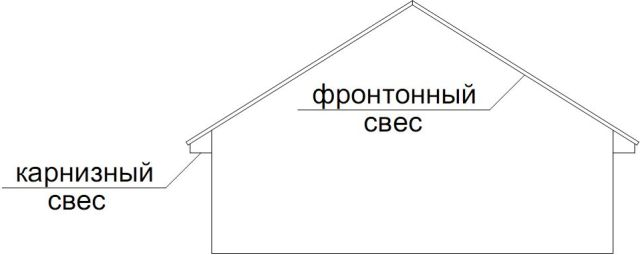 фронтонный
свес
карнизный
свес